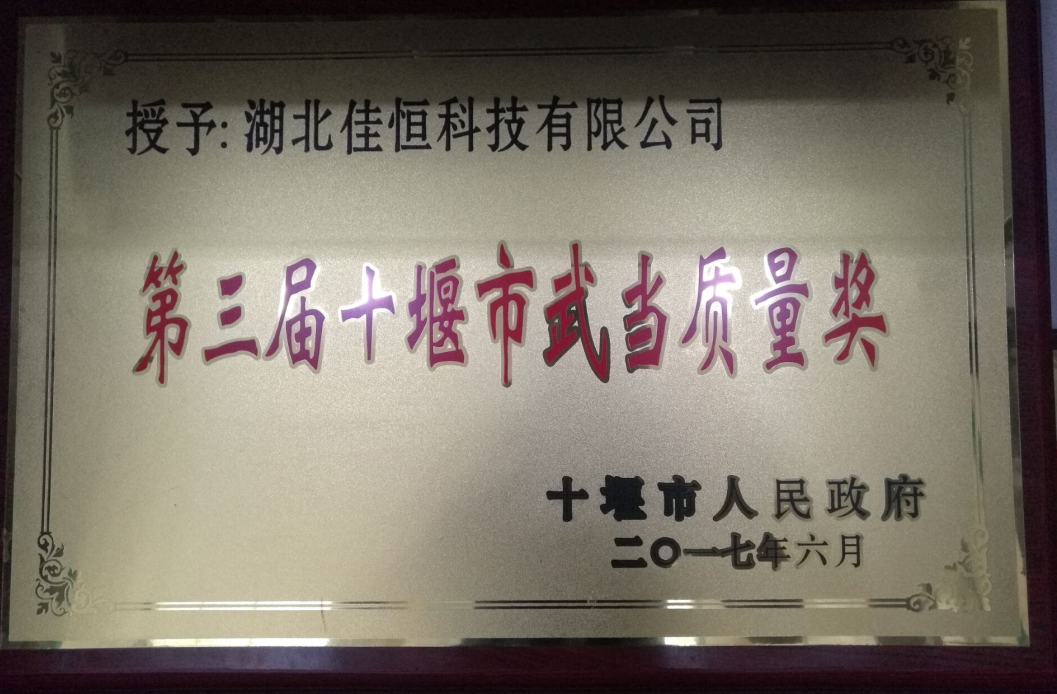 授予:湖北佳恒科技有限公司
第三届十堰市武当质量奖
十堰市人民政府
二〇一七年六月